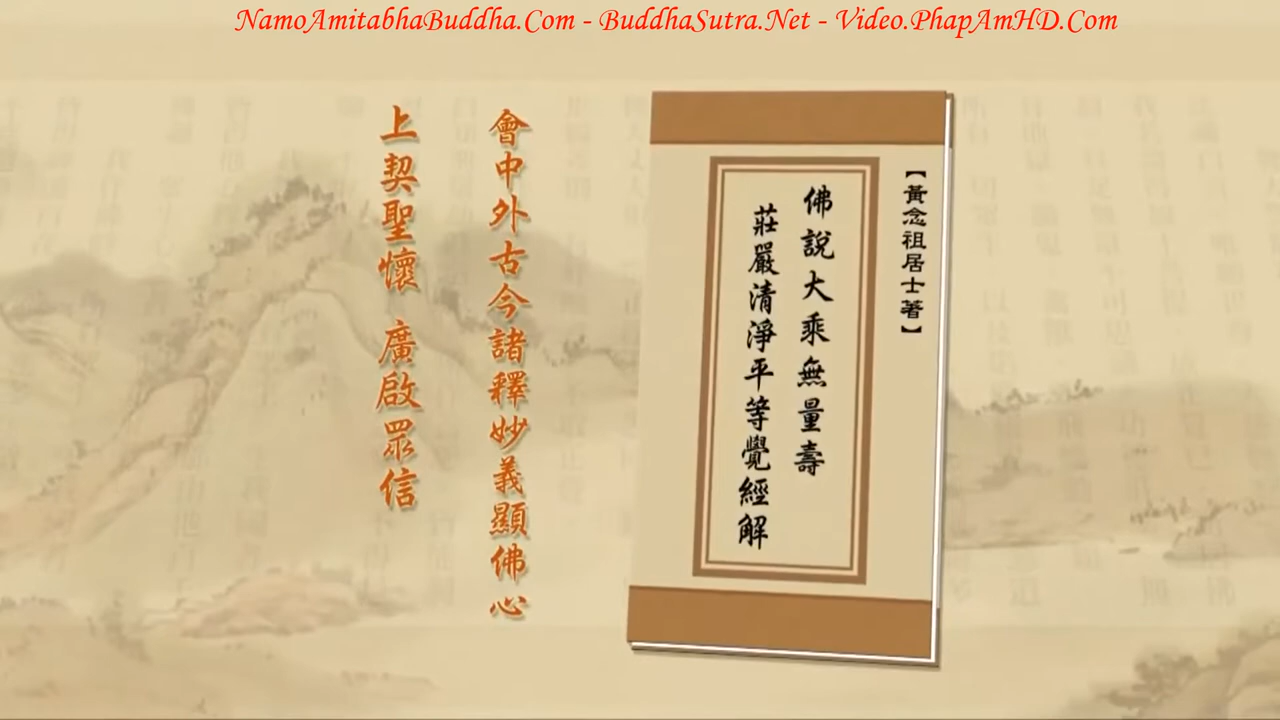 NamoAmitabhaBuddha.Com - BuddhaSutra.Net - Video.PhapAmHD.Com
【黃念祖居士著】
佛說大乘無量壽
莊嚴清淨平等覺經解
會中外古今諸釋妙義顯佛心
上契聖懷 廣啟眾信